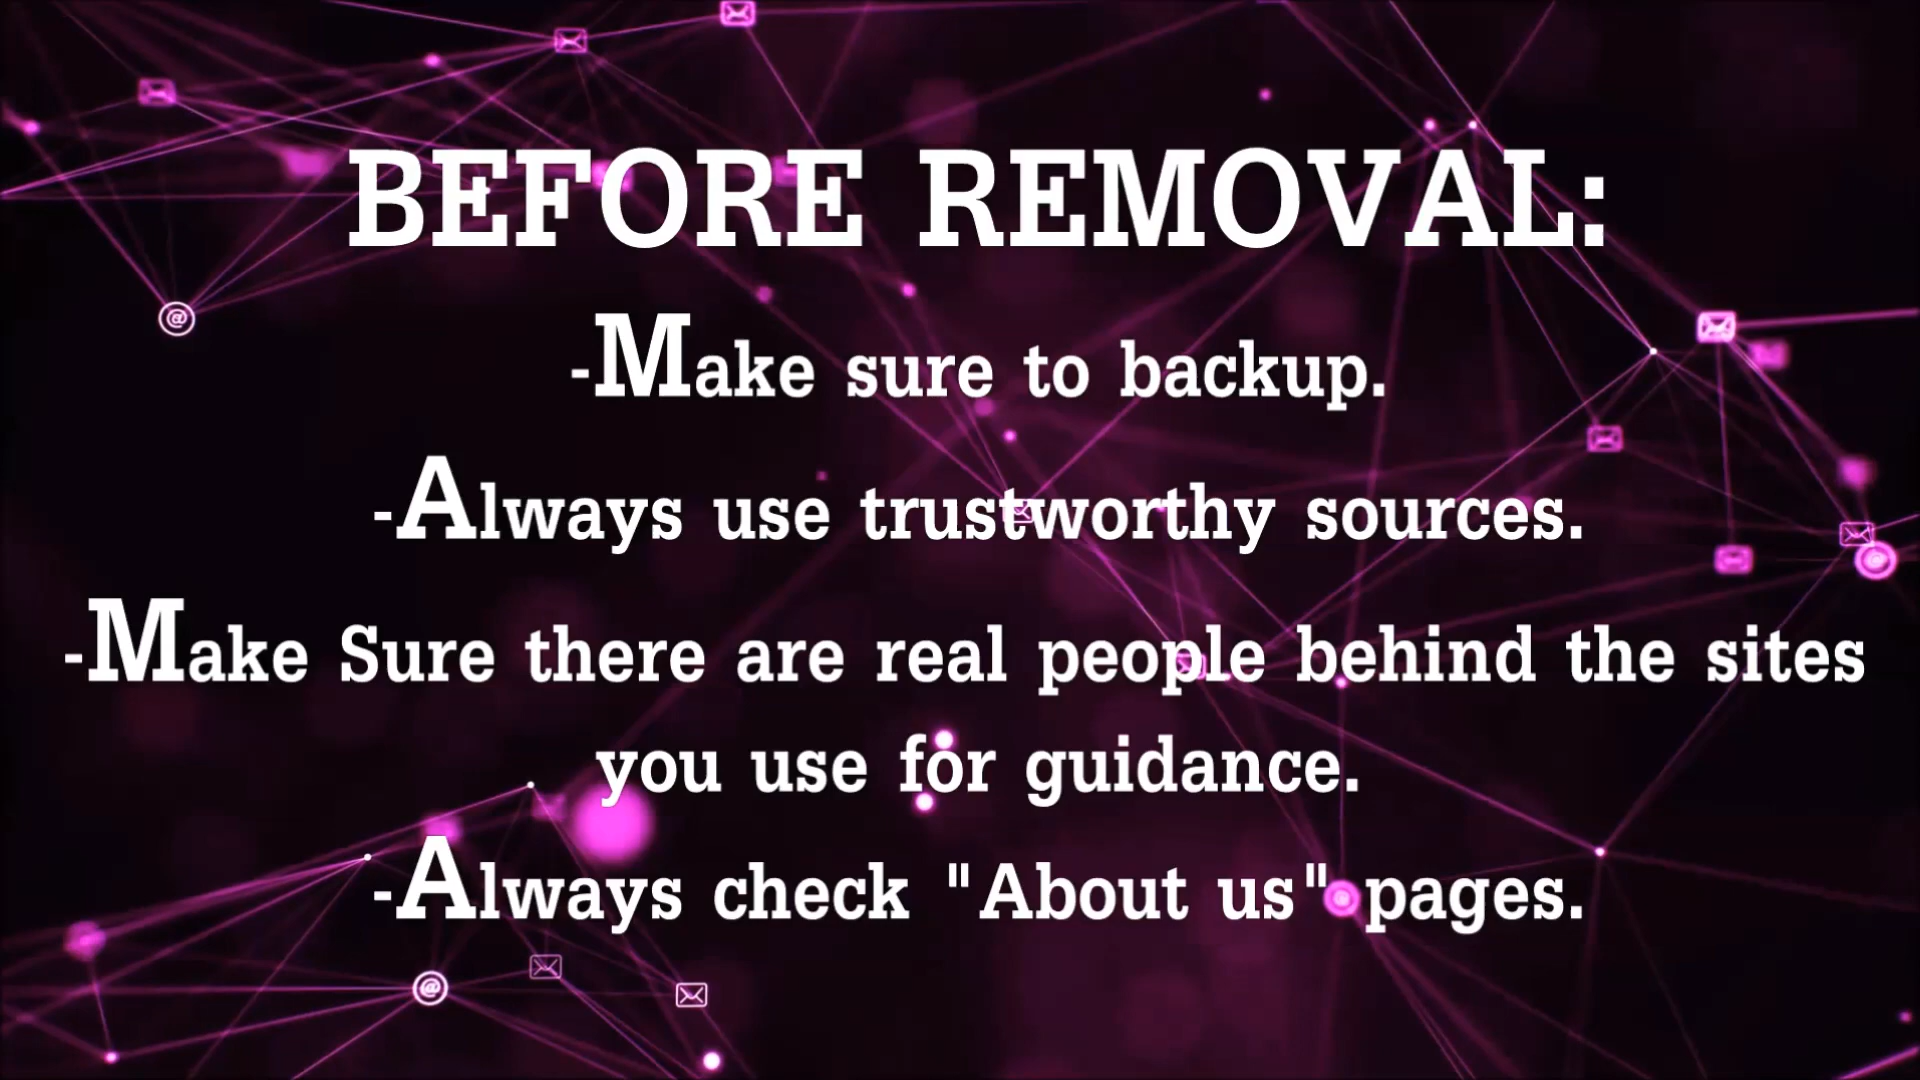 BEFORE REMOVAL:
-Make sure to backup.
-Always use trustworthy sources.
-Make Sure there are real people behind the sites
you use for guidance.
-Always check "About us" pages.